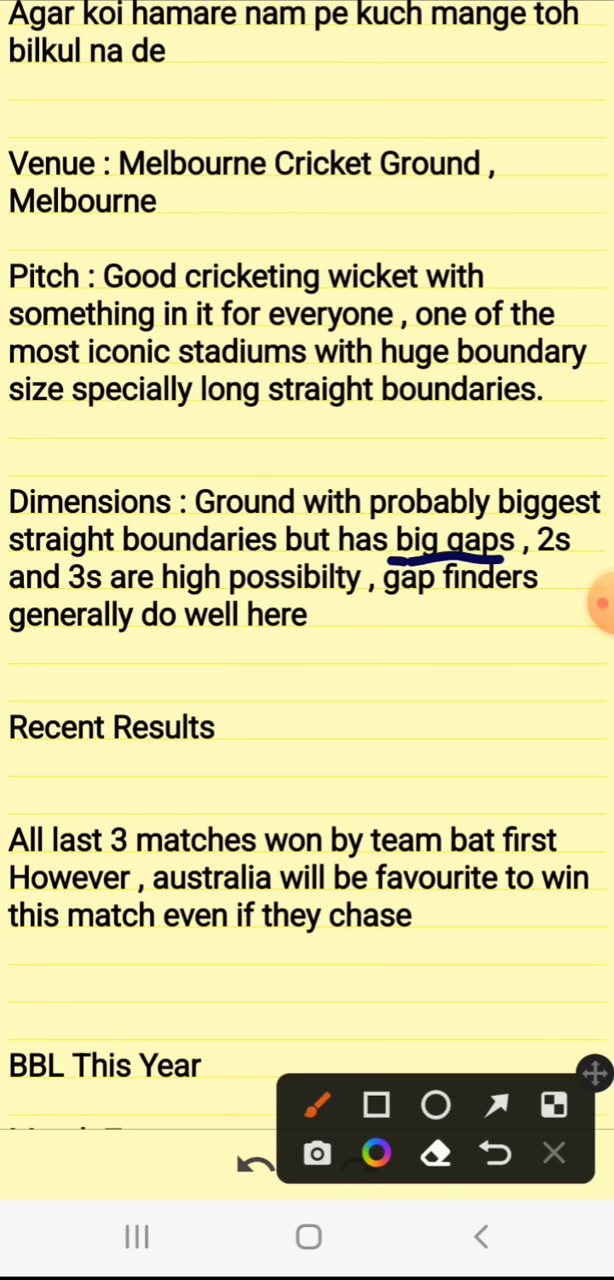 Agar koi hamare nam pe kuch mange toh
bilkul na de
Venue : Melbourne Cricket Ground ,
Melbourne
Pitch : Good cricketing wicket with
something in it for everyone , one of the
most iconic stadiums with huge boundary
size specially long straight boundaries.
Dimensions : Ground with probably biggest
straight boundaries but has big gaps , 2s
and 3s are high possibilty , gap finders
generally do well here
Recent Results
All last 3 matches won by team bat first
However , australia will be favourite to win
this match even if they chase
BBL This Year